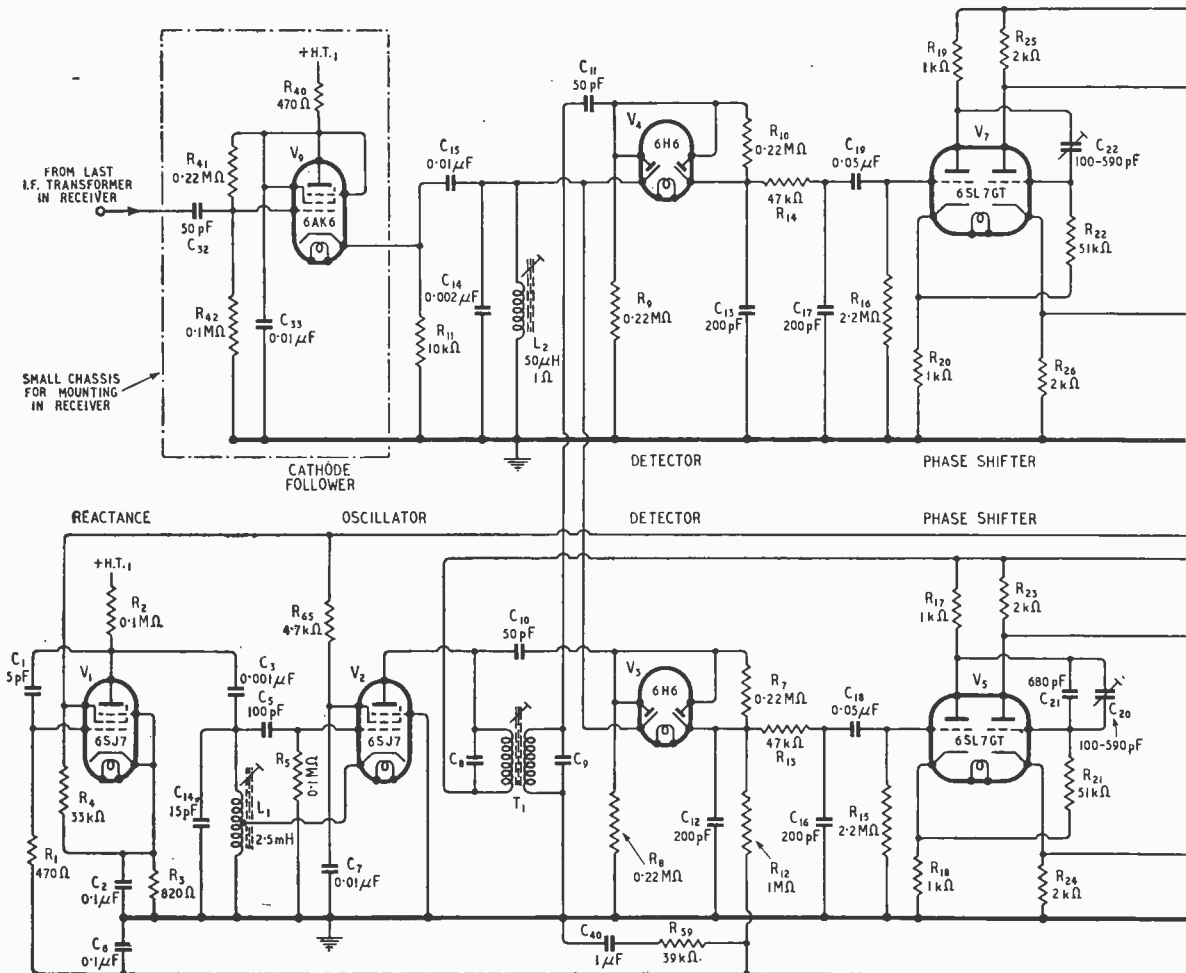 +H.T.1
R40
470Ω
R41
0·22MΩ
V9
6AK6
FROM LAST
I.F. TRANSFORMER
IN RECEIVER
50 pF
C32
R42
0·1MΩ
C33
0·01μF
SMALL CHASSIS
FOR MOUNTING
IN RECEIVER
CATHODE
FOLLOWER
C15
0·01μF
C14
0·002μF
R11
10kΩ
L2
50μH
1Ω
C11
50 pF
V4
6H6
R10
0·22MΩ
R9
0·22MΩ
C13
200pF
47kΩ
R14
C19
0·05μF
C17
200pF
R16
2·2MΩ
R19
1kΩ
R25
2kΩ
V7
6SL7GT
C22
100-590pF
R22
51kΩ
R20
1kΩ
R26
2kΩ
DETECTOR
PHASE SHIFTER
REACTANCE
OSCILLATOR
DETECTOR
PHASE SHIFTER
+H.T.1
R2
0·1MΩ
C1
5pF
V1
6SJ7
R4
33kΩ
R1
470Ω
C2
0·1μF
R3
820Ω
C6
0·1μF
C3
0·001μF
C5
100pF
C14
15pF
L1
2·5mH
R5
0·1MΩ
R65
4·7kΩ
V2
6SJ7
C7
0·01μF
C10
50pF
C8
T1
C9
V3
6H6
R7
0·22MΩ
R8
0·22MΩ
C12
200pF
R12
1MΩ
47kΩ
R13
C18
0·05μF
C16
200pF
R15
2·2MΩ
C40
1μF
R59
39kΩ
R17
1kΩ
R23
2kΩ
V5
6SL7GT
680pF
C21
C20
100-590pF
R21
51kΩ
R18
1kΩ
R24
2kΩ